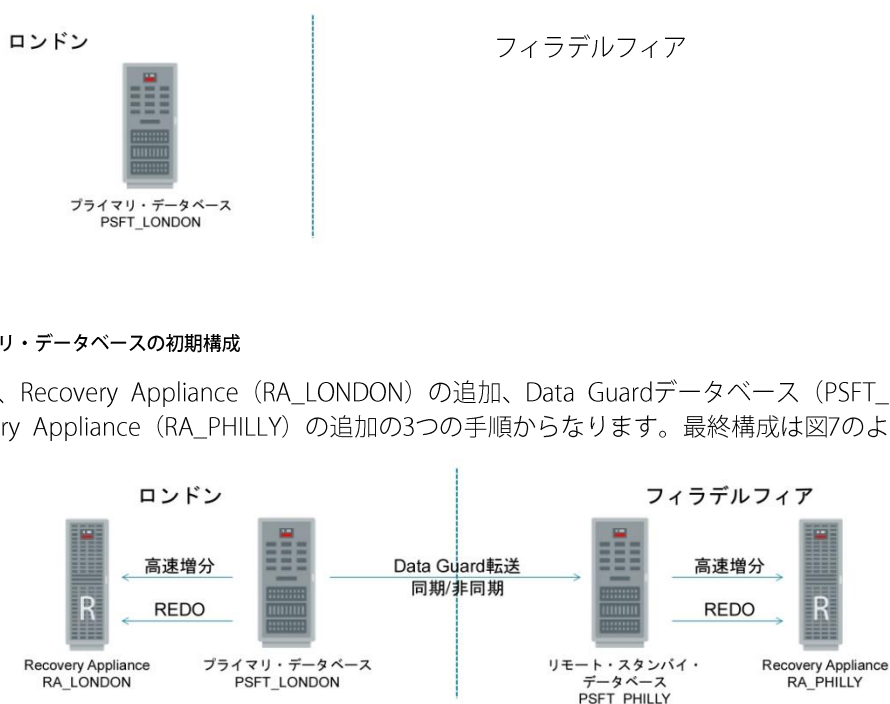 ロンドン
フィラデルフィア
プライマリ・データベース
PSFT_LONDON
リ・データベースの初期構成
、Recovery Appliance（RA_LONDON）の追加、Data Guardデータベース（PSFT_
ry Appliance（RA_PHILLY）の追加の3つの手順からなります。最終構成は図7のよ
ロンドン
フィラデルフィア
高速増分
REDO
Data Guard転送
同期/非同期
高速増分
REDO
R
R
Recovery Appliance
RA_LONDON
プライマリ・データベース
PSFT_LONDON
リモート・スタンバイ・
データベース
PSFT_PHILLY
Recovery Appliance
RA_PHILLY